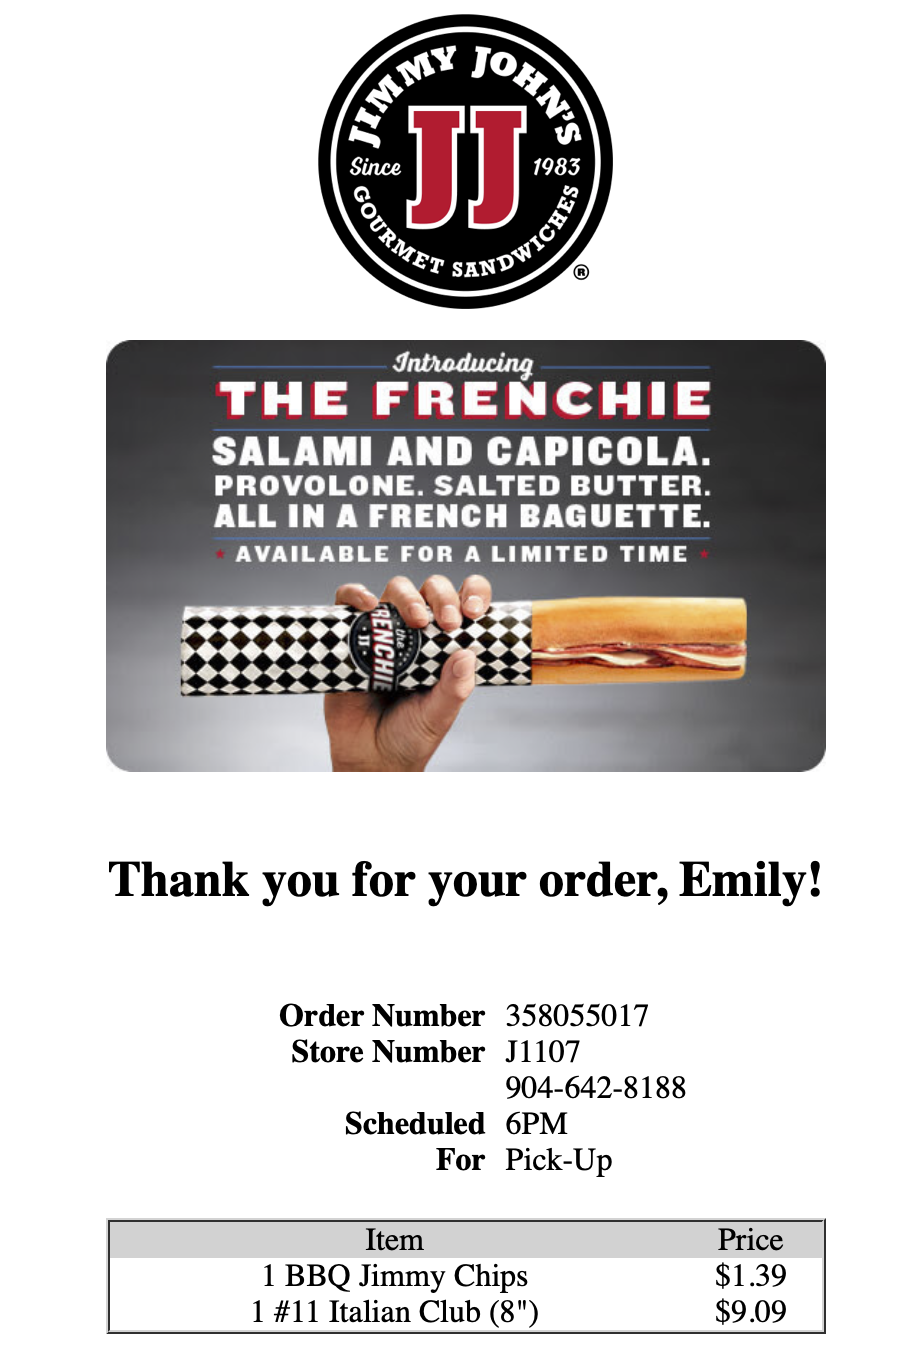 JIMMY JOHN'S
Since JJ 1983
GOURMET SANDWICHES
®
Introducing
THE FRENCHIE
SALAMI AND CAPICOLA.
PROVOLONE. SALTED BUTTER.
ALL IN A FRENCH BAGUETTE.
* AVAILABLE FOR A LIMITED TIME *
the
FRENCHIE
JJ
Thank you for your order, Emily!
Order Number 358055017
Store Number J1107
904-642-8188
Scheduled 6PM
For Pick-Up
Item Price
1 BBQ Jimmy Chips $1.39
1 #11 Italian Club (8") $9.09